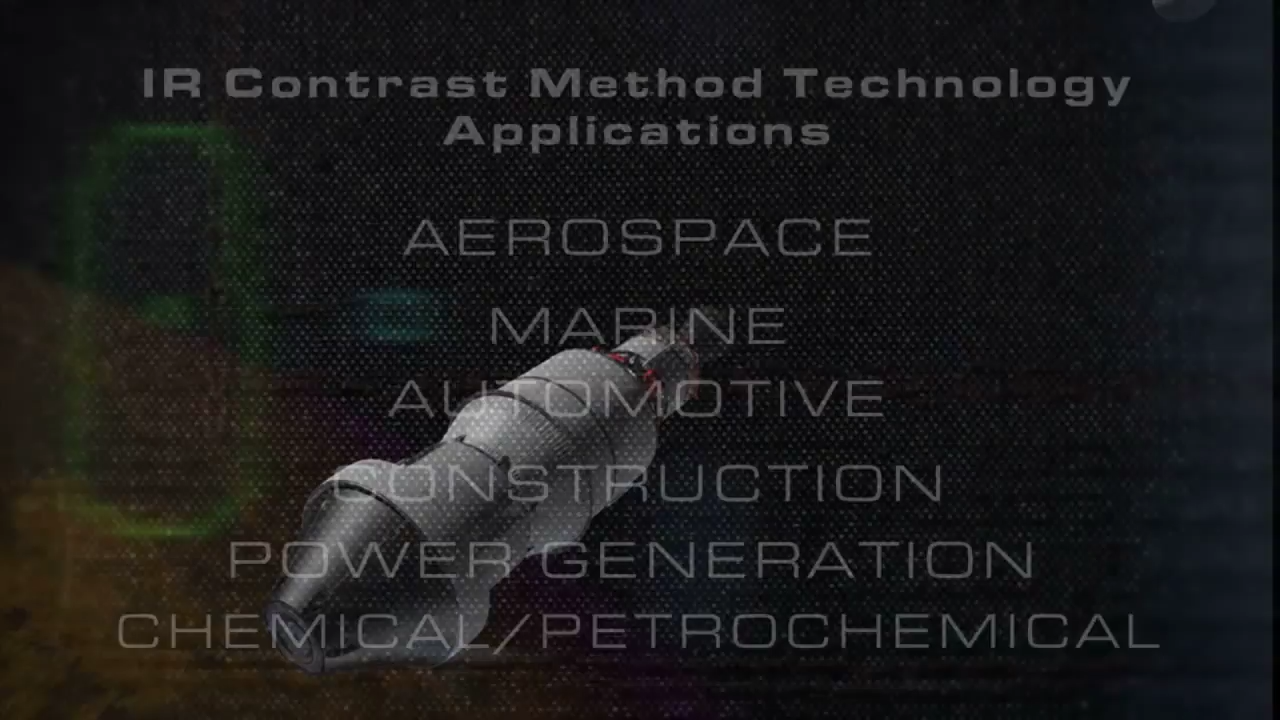 IR Contrast Method Technology
Applications
AEROSPACE
MARINE
AUTOMOTIVE
CONSTRUCTION
POWER GENERATION
CHEMICAL/PETROCHEMICAL